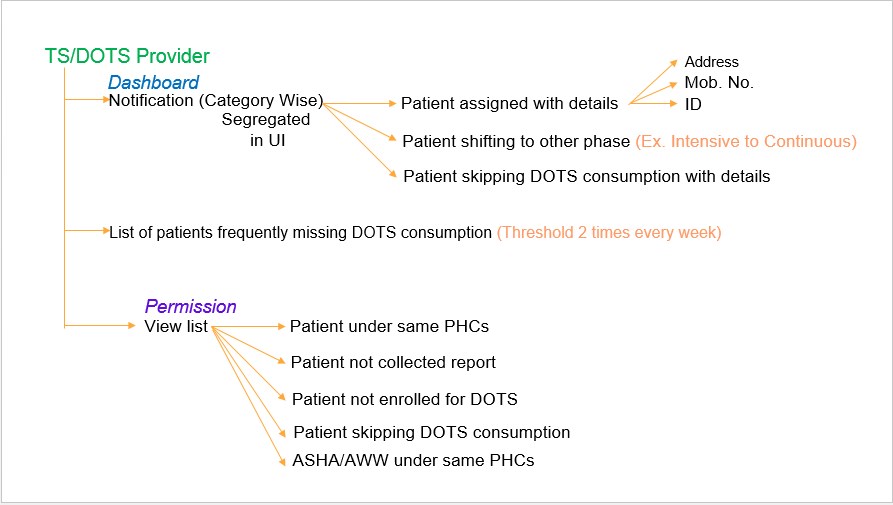 TS/DOTS Provider
Dashboard
Notification (Category Wise)
Segregated
in UI
Patient assigned with details
Address
Mob. No.
ID
Patient shifting to other phase (Ex. Intensive to Continuous)
Patient skipping DOTS consumption with details
List of patients frequently missing DOTS consumption (Threshold 2 times every week)
Permission
View list
Patient under same PHCs
Patient not collected report
Patient not enrolled for DOTS
Patient skipping DOTS consumption
ASHA/AWW under same PHCs